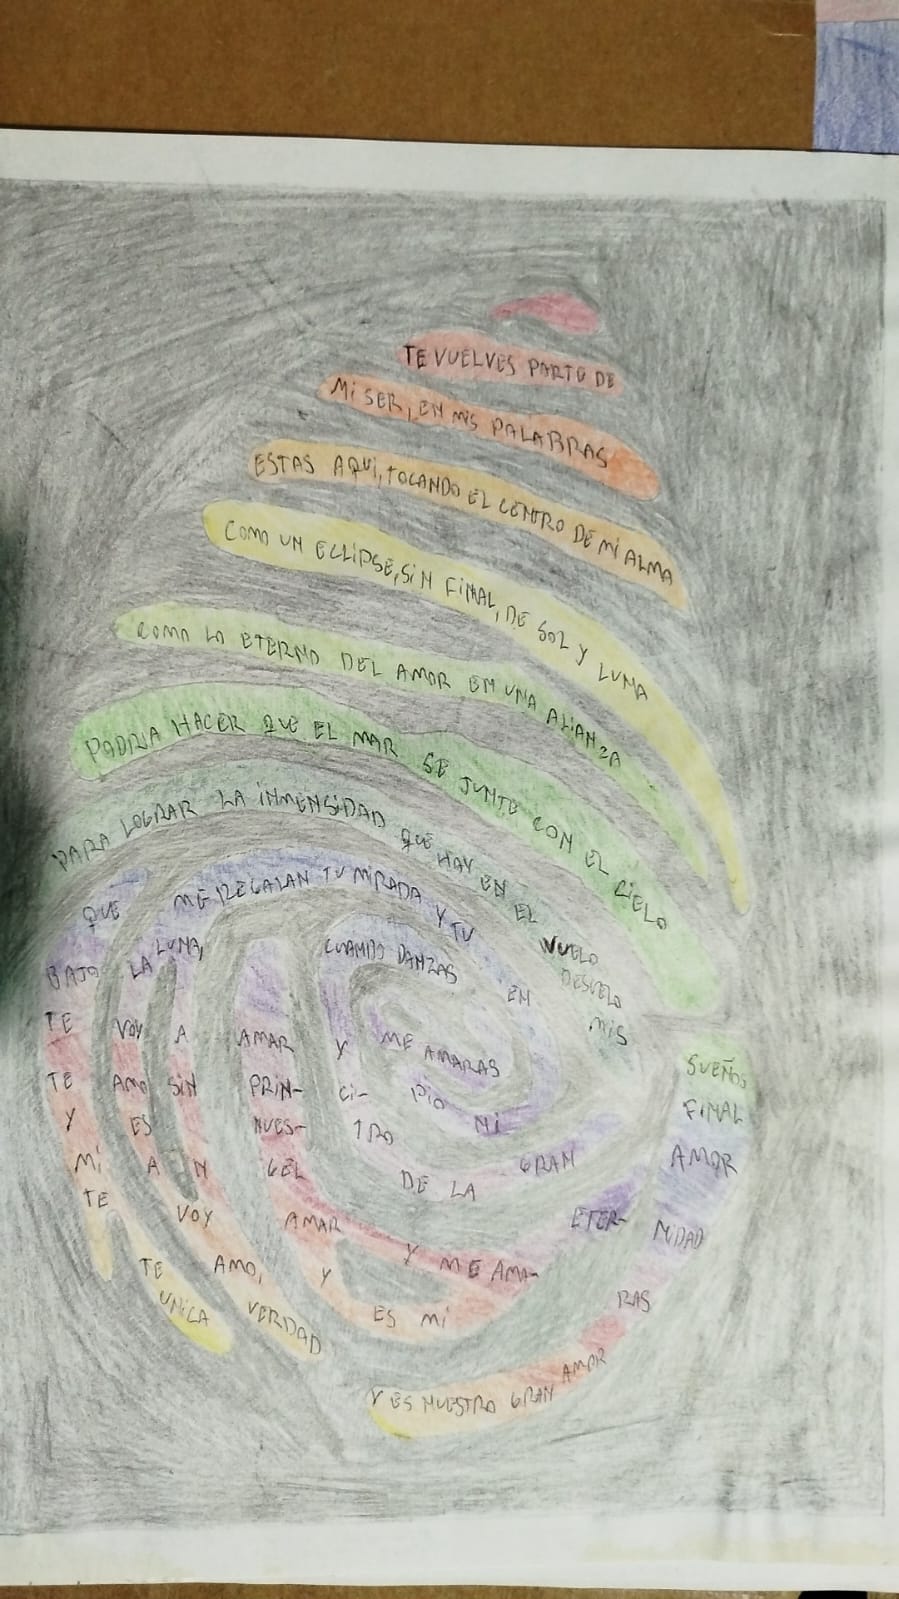 TE VUELVES PARTO DE
MI SER, EN MIS PALABRAS
ESTAS AQUI, TOCANDO EL CENTRO DE MI ALMA
COMO UN ECLIPSE, SIN FINAL, DE SOL Y LUNA
COMO LO ETERNO DEL AMOR EN UNA ALIANZA
PODRIA HACER QUE EL MAR SE JUNTE CON EL CIELO
PARA LOGRAR LA INMENSIDAD QUE HAY EN EL VUELO
QUE ME REGALAN TU MIRADA Y TU DESVELO
BAJO LA LUNA, CUANDO DANZAS EN MIS SUEÑOS
TE VOY A AMAR Y ME AMARAS
TE AMO SIN PRIN- CI- PIO NI FINAL
Y ES NUES- TRO GRAN AMOR
MI A N GEL DE LA ETER- NIDAD
TE VOY AMAR Y ME AMA- RAS
TE AMO, Y ES MI
UNICA VERDAD
Y ES NUESTRO GRAN AMOR